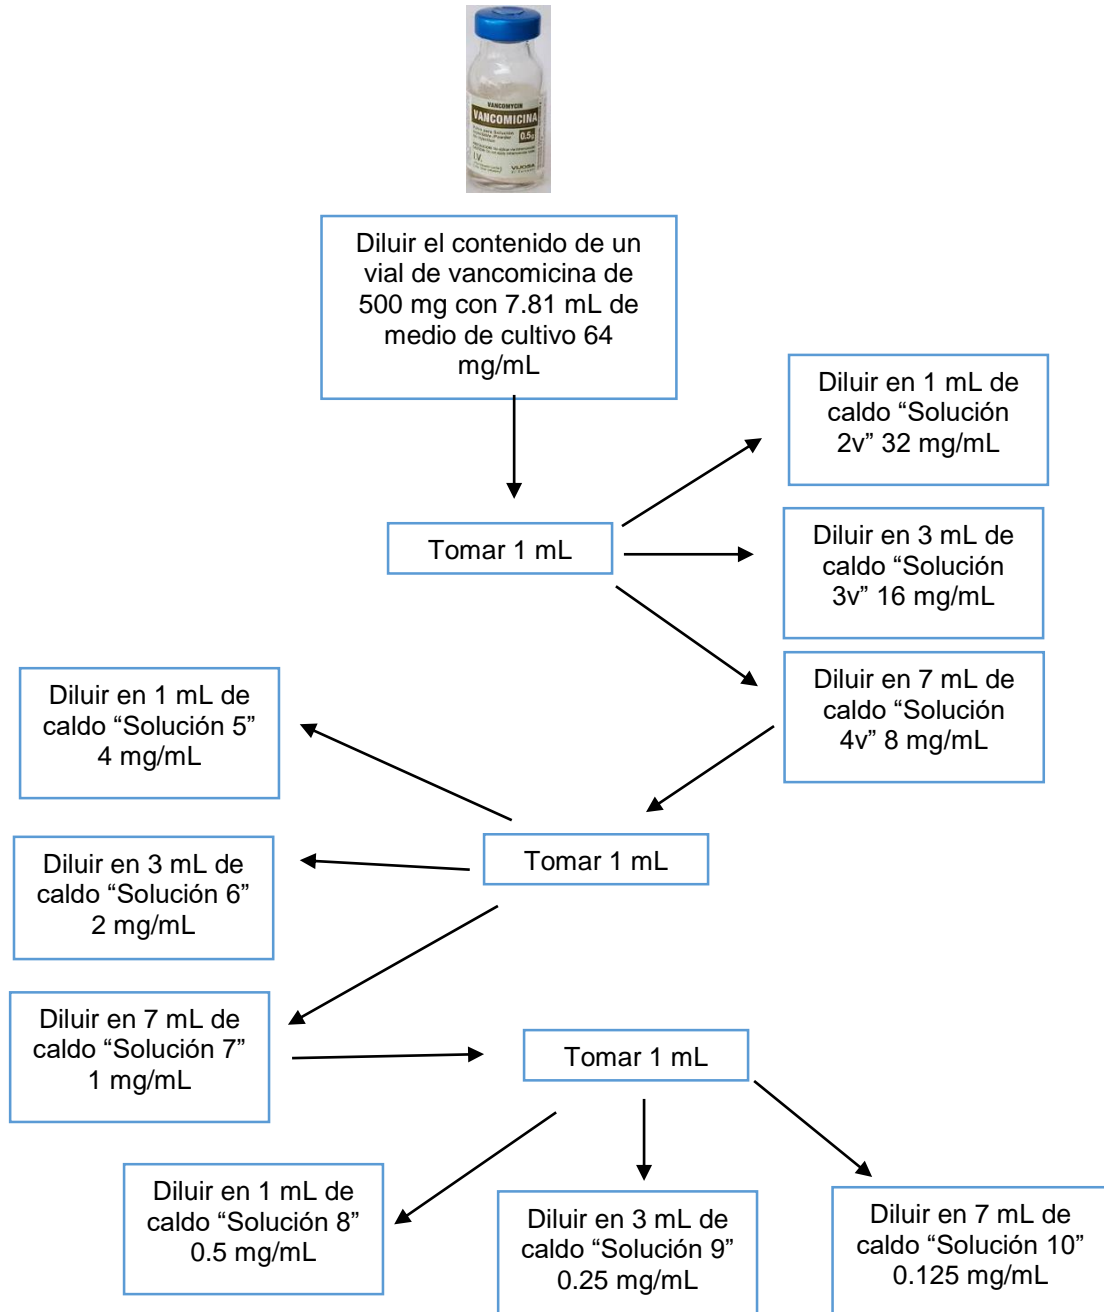 VANCOMYCIN
VANCOMICINA
0.5g
I.V.
Diluir el contenido de un
vial de vancomicina de
500 mg con 7.81 mL de
medio de cultivo 64
mg/mL
Diluir en 1 mL de
caldo “Solución
2v” 32 mg/mL
Tomar 1 mL
Diluir en 3 mL de
caldo “Solución
3v” 16 mg/mL
Diluir en 7 mL de
caldo “Solución
4v” 8 mg/mL
Diluir en 1 mL de
caldo “Solución 5”
4 mg/mL
Tomar 1 mL
Diluir en 3 mL de
caldo “Solución 6”
2 mg/mL
Diluir en 7 mL de
caldo “Solución 7”
1 mg/mL
Tomar 1 mL
Diluir en 1 mL de
caldo “Solución 8”
0.5 mg/mL
Diluir en 3 mL de
caldo “Solución 9”
0.25 mg/mL
Diluir en 7 mL de
caldo “Solución 10”
0.125 mg/mL